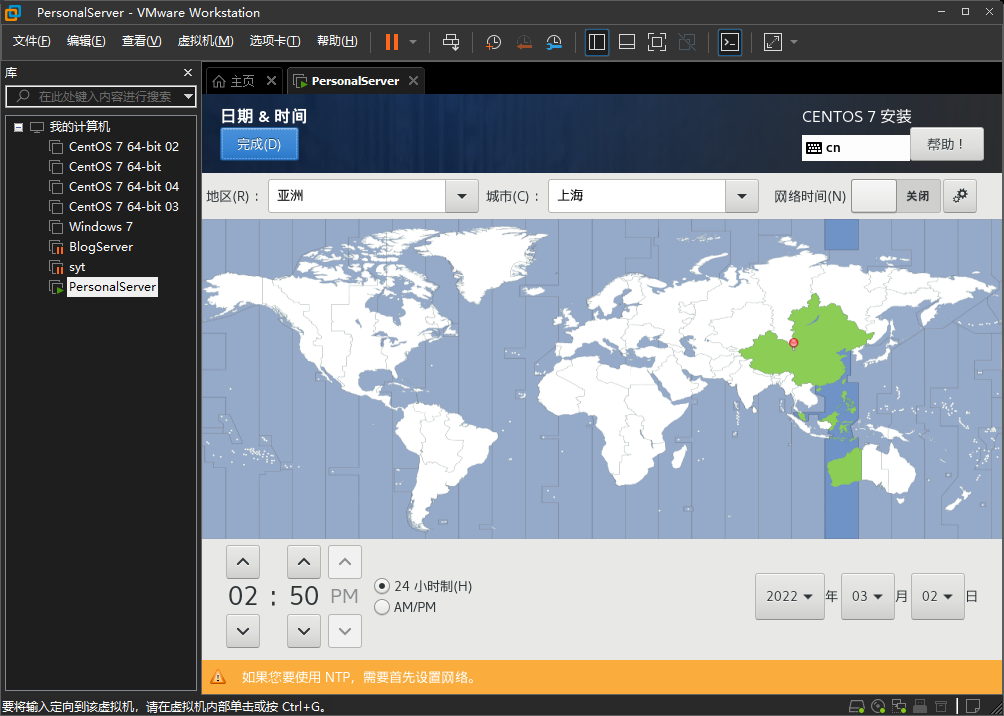 PersonalServer - VMware Workstation
文件(F) 编辑(E) 查看(V) 虚拟机(M) 选项卡(T) 帮助(H)
库
在此处键入内容进行搜索
我的计算机
CentOS 7 64-bit 02
CentOS 7 64-bit
CentOS 7 64-bit 04
CentOS 7 64-bit 03
Windows 7
BlogServer
syt
PersonalServer
主页 PersonalServer
日期 & 时间
完成(D)
CENTOS 7 安装
cn
帮助！
地区(R)： 亚洲 城市(C)： 上海 网络时间(N) 关闭
02 : 50 PM
24 小时制(H)
AM/PM
2022 年 03 月 02 日
如果您要使用 NTP，需要首先设置网络。
要将输入定向到该虚拟机，请在虚拟机内部单击或按 Ctrl+G。